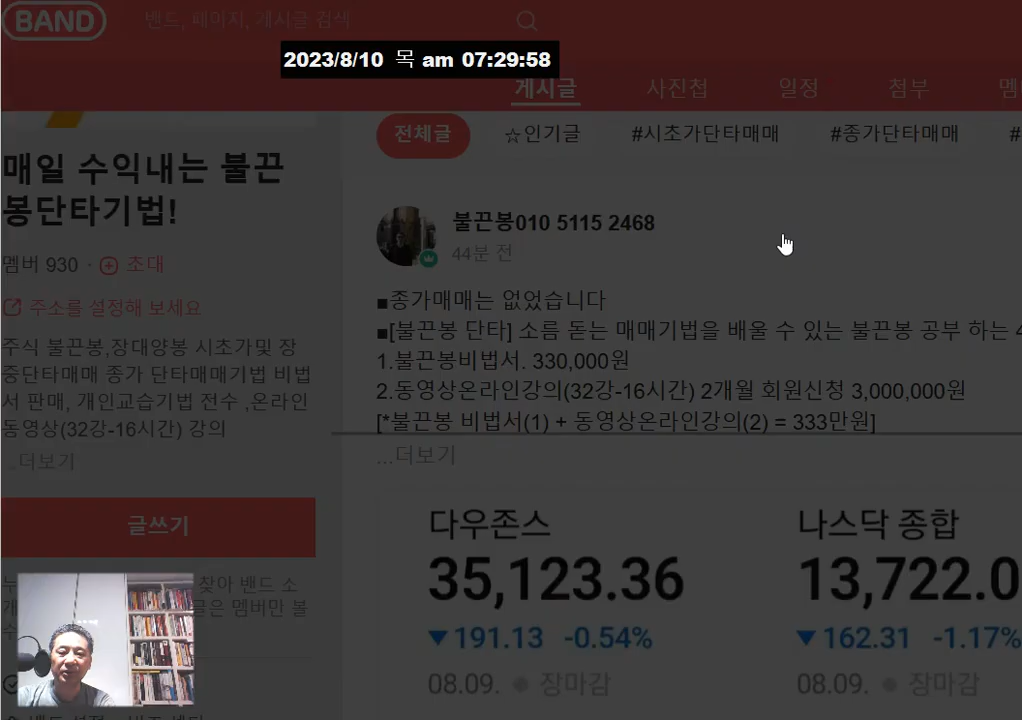 BAND
밴드, 페이지, 게시글 검색
2023/8/10 목 am 07:29:58
게시글
사진첩
일정
첨부
전체글
☆인기글
#시초가단타매매
#종가단타매매
#
매일 수익내는 불끈
봉단타기법!
멤버 930 · 초대
주소를 설정해 보세요
주식 불끈봉,장대양봉 시초가및 장
중단타매매 종가 단타매매기법 비법
서 판매, 개인교습기법 전수 ,온라인
동영상(32강-16시간) 강의
...더보기
글쓰기
찾아 밴드 소
글은 멤버만 볼
불끈봉010 5115 2468
44분 전
■종가매매는 없었습니다
■[불끈봉 단타] 소름 돋는 매매기법을 배울 수 있는 불끈봉 공부 하는
1.불끈봉비법서. 330,000원
2.동영상온라인강의(32강-16시간) 2개월 회원신청 3,000,000원
[*불끈봉 비법서(1) + 동영상온라인강의(2) = 333만원]
...더보기
다우존스
35,123.36
▼191.13 -0.54%
08.09. ● 장마감
나스닥 종합
13,722.0
▼162.31 -1.17%
08.09. ● 장마감